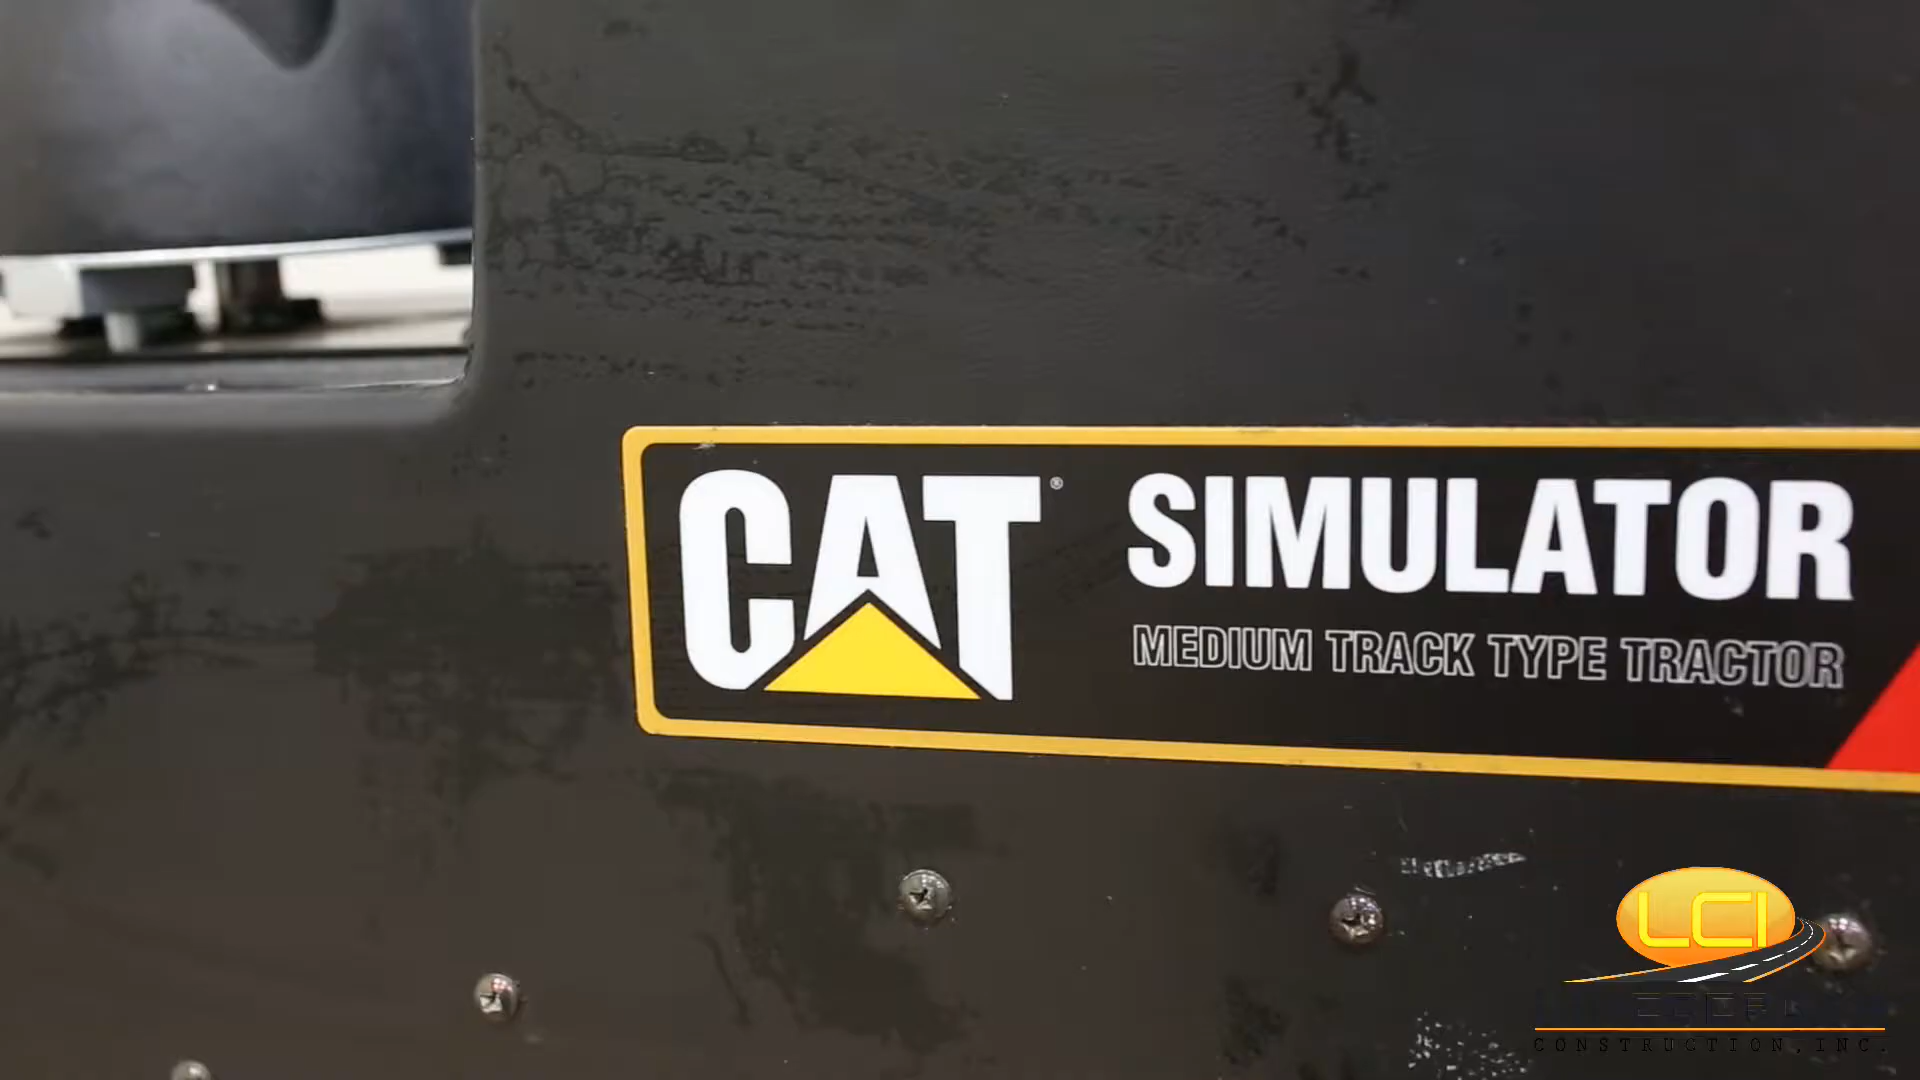 CAT®
SIMULATOR
MEDIUM TRACK TYPE TRACTOR
LCI
CONSTRUCTION, INC.